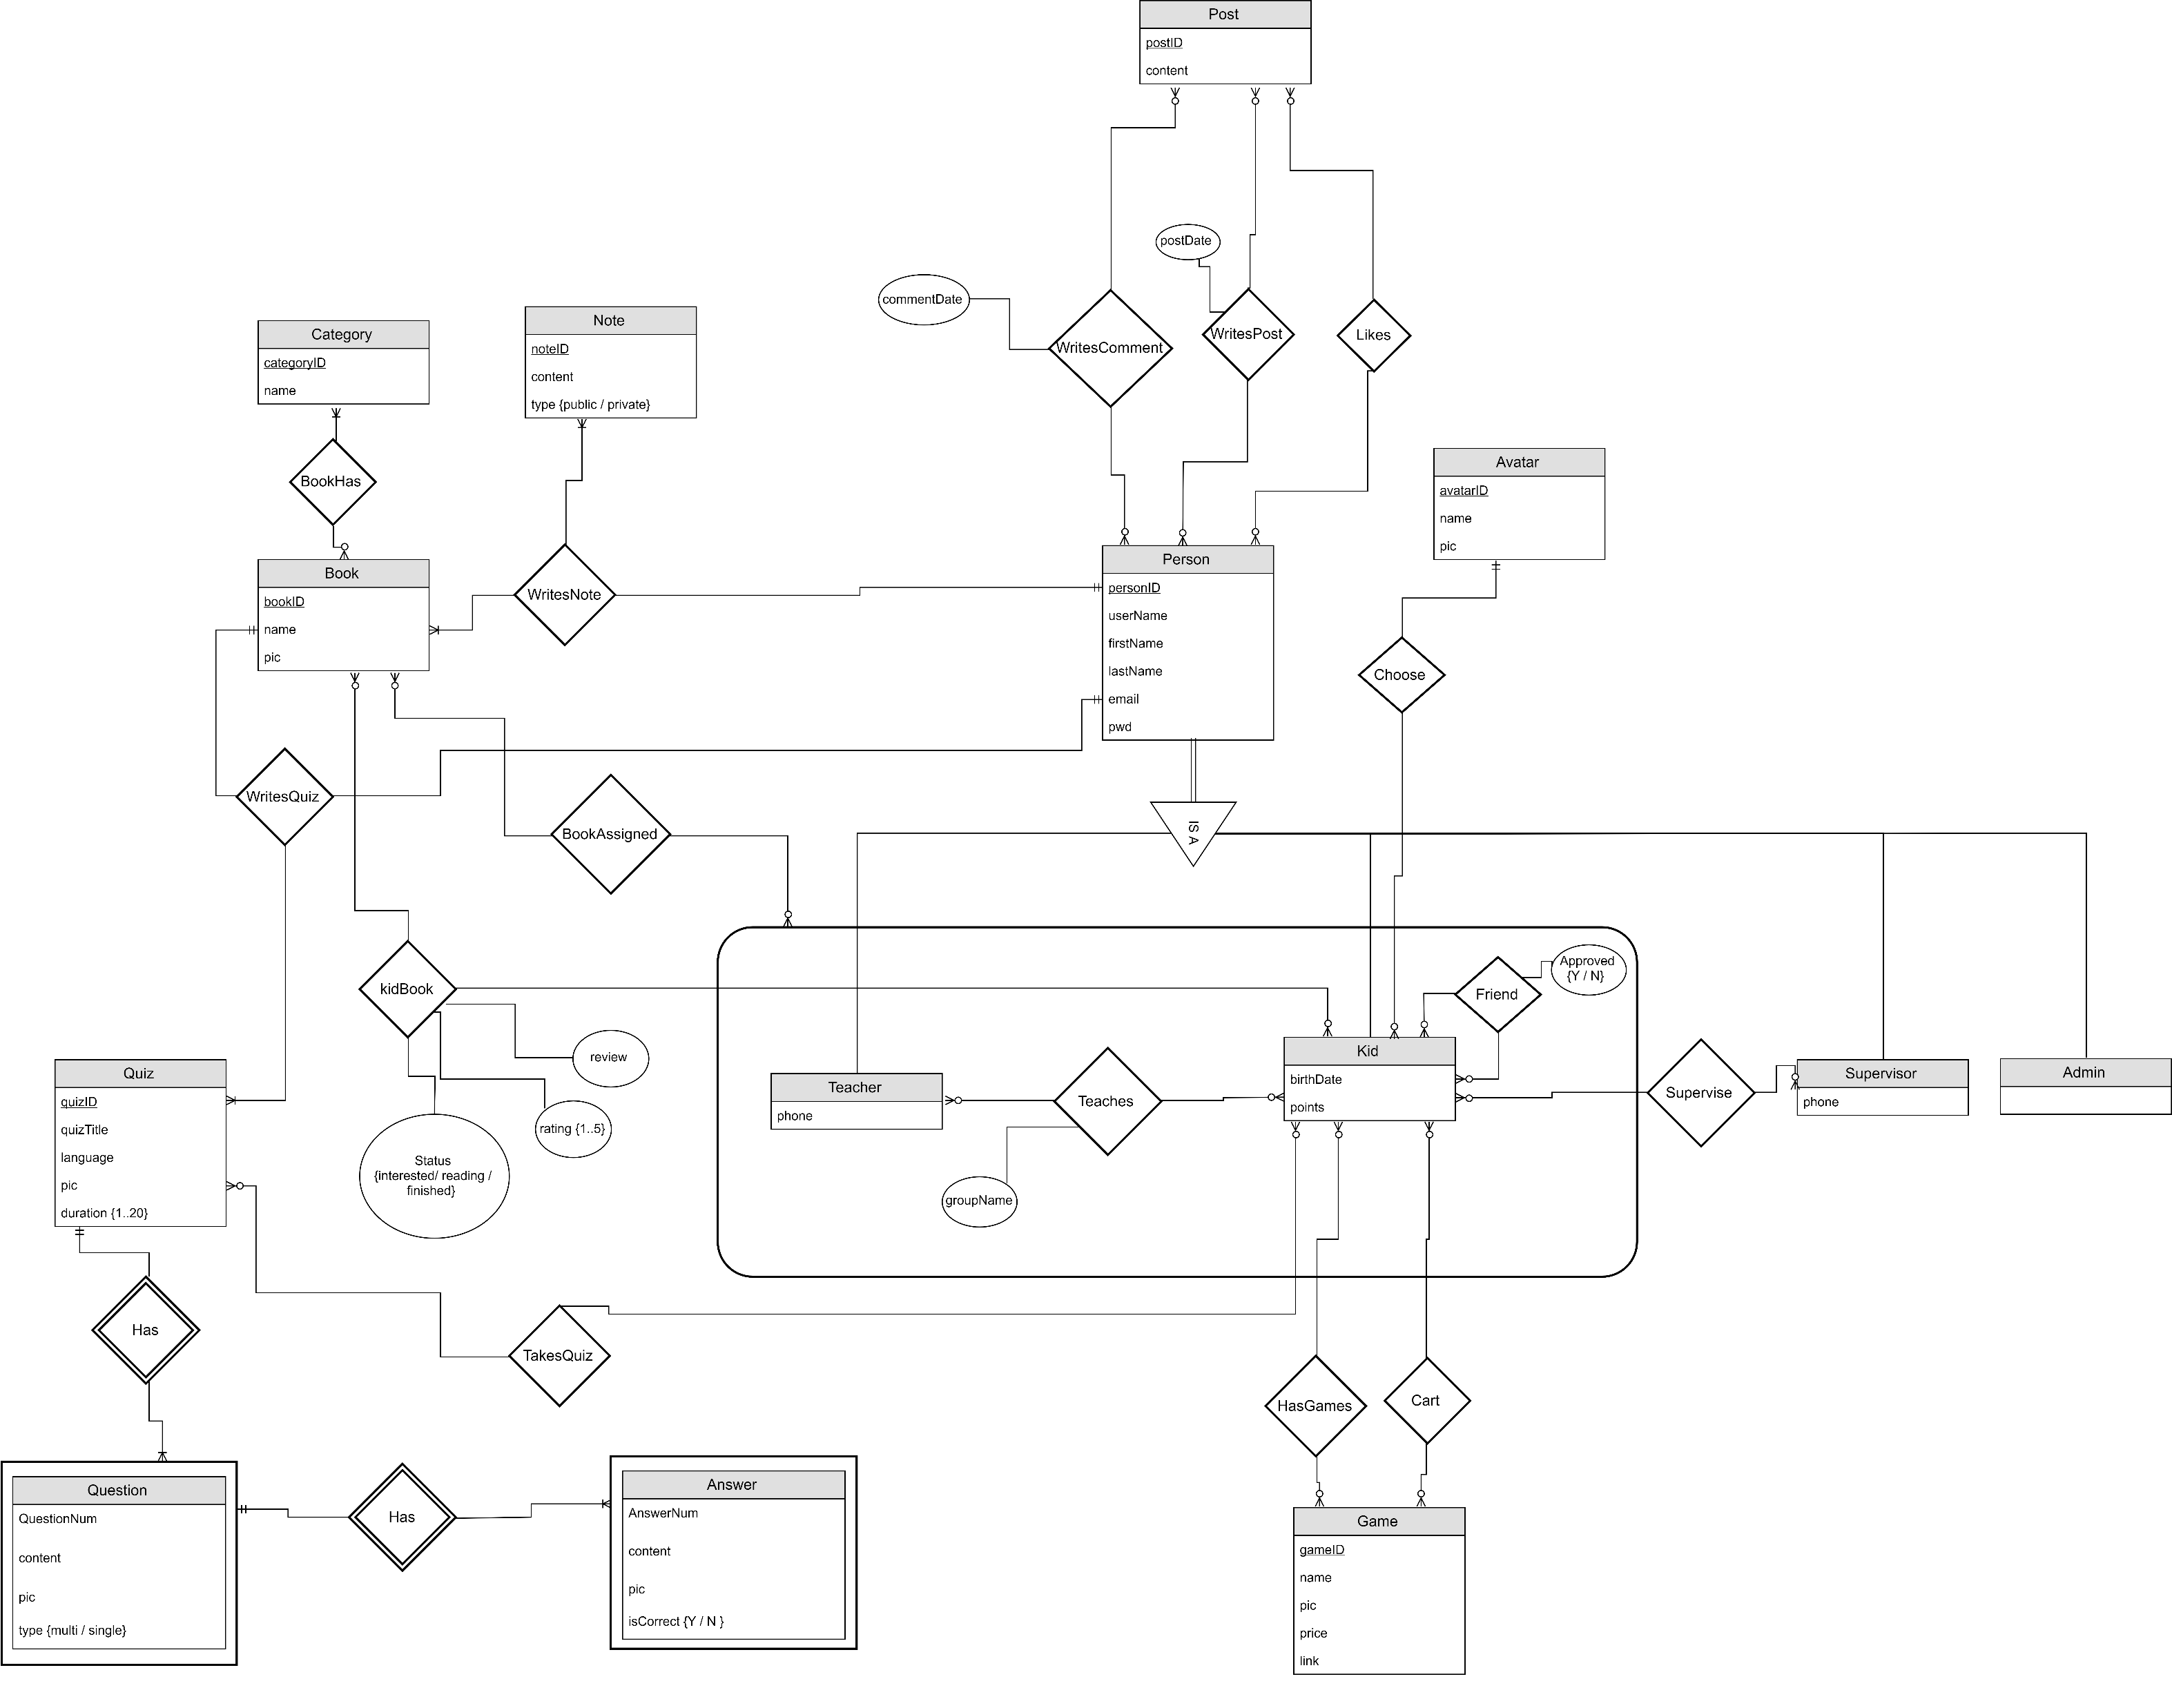 Post
postID
content
postDate
commentDate
WritesComment
WritesPost
Likes
Category
categoryID
name
Note
noteID
content
type {public / private}
BookHas
Avatar
avatarID
name
pic
Book
bookID
name
pic
WritesNote
Person
personID
userName
firstName
lastName
email
pwd
Choose
WritesQuiz
BookAssigned
IS A
kidBook
review
rating {1..5}
Status
{interested/ reading /
finished}
Approved
{Y / N}
Friend
Kid
birthDate
points
Teacher
phone
Teaches
groupName
Supervise
Supervisor
phone
Admin
Quiz
quizID
quizTitle
language
pic
duration {1..20}
Has
TakesQuiz
HasGames
Cart
Question
QuestionNum
content
pic
type {multi / single}
Has
Answer
AnswerNum
content
pic
isCorrect {Y / N }
Game
gameID
name
pic
price
link